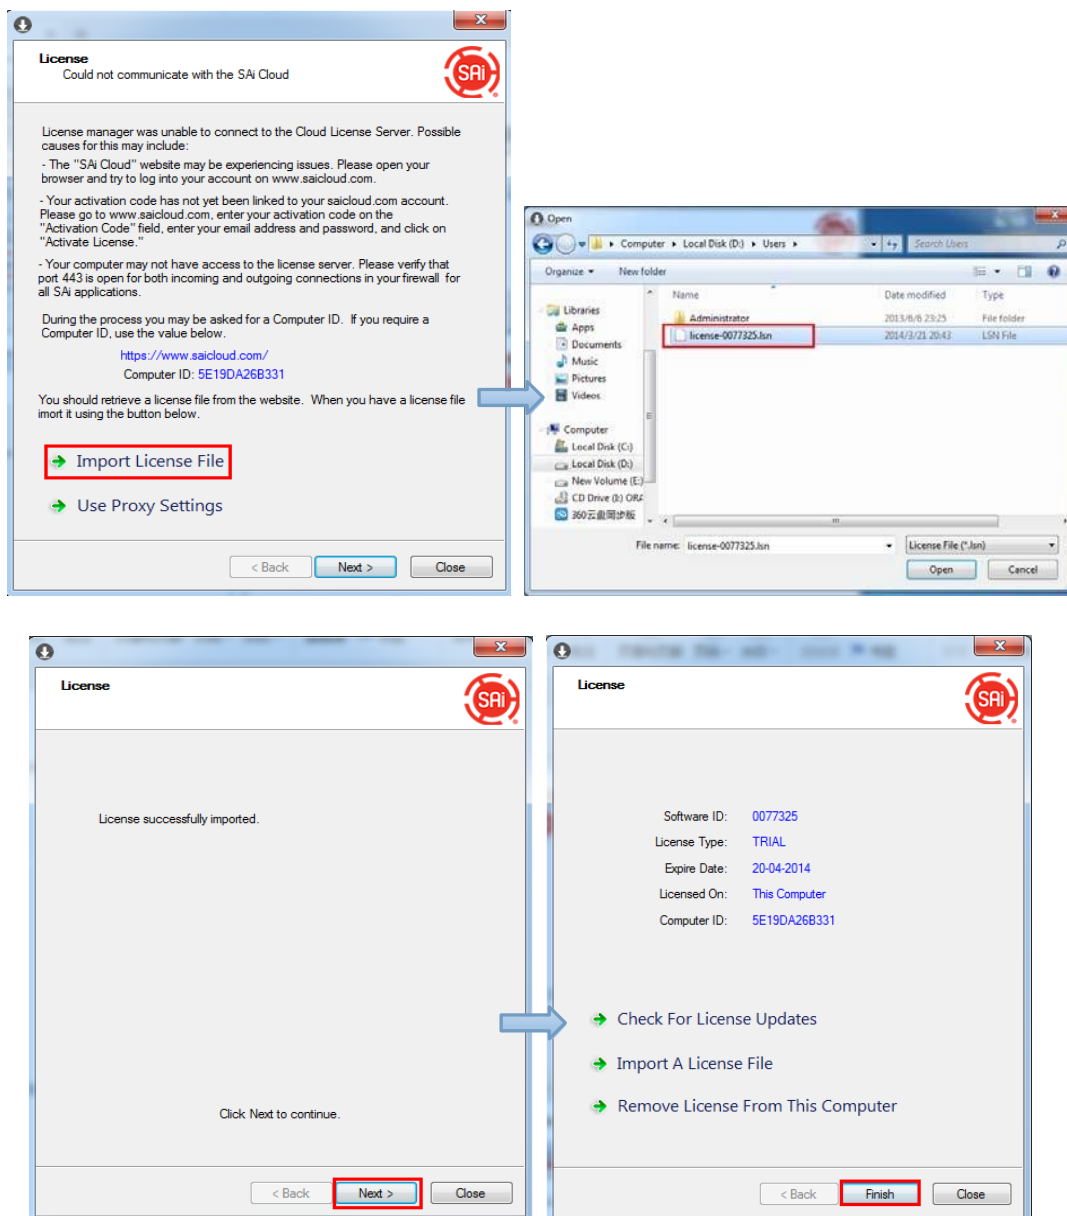 License
Could not communicate with the SAi Cloud
SAi
License manager was unable to connect to the Cloud License Server. Possible
causes for this may include:
- The "SAi Cloud" website may be experiencing issues. Please open your
browser and try to log into your account on www.saicloud.com.
- Your activation code has not yet been linked to your saicloud.com account.
Please go to www.saicloud.com, enter your activation code on the
"Activation Code" field, enter your email address and password, and click on
"Activate License."
- Your computer may not have access to the license server. Please verify that
port 443 is open for both incoming and outgoing connections in your firewall for
all SAi applications.
During the process you may be asked for a Computer ID. If you require a
Computer ID, use the value below.
https://www.saicloud.com/
Computer ID: 5E19DA26B331
You should retrieve a license file from the website. When you have a license file
imort it using the button below.
Import License File
Use Proxy Settings
< Back Next > Close
Open
Computer Local Disk (D:) Users Search Users
Organize New folder
Name Date modified Type
Libraries
Apps
Documents
Music
Pictures
Videos
Computer
Local Disk (C:)
Local Disk (D:)
New Volume (E:)
CD Drive (I:) ORA
360云盘同步版
Administrator 2013/6/6 23:25 File folder
license-0077325.lsn 2014/3/21 20:43 LSN File
File name: license-0077325.lsn License File (*.lsn)
Open Cancel
License
SAi
License successfully imported.
Click Next to continue.
< Back Next > Close
License
SAi
Software ID: 0077325
License Type: TRIAL
Expire Date: 20-04-2014
Licensed On: This Computer
Computer ID: 5E19DA26B331
Check For License Updates
Import A License File
Remove License From This Computer
< Back Finish Close